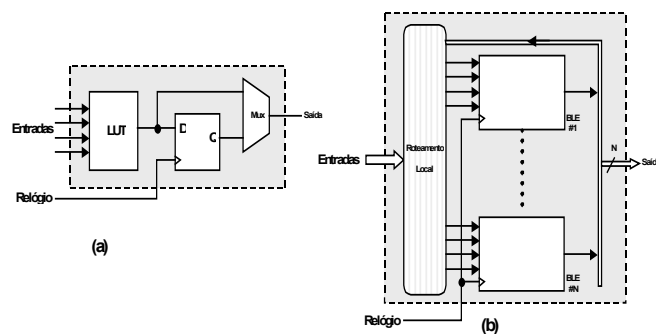 Entradas
LUT
D
Q
Mux
Saída
Relógio
(a)
Entradas
Roteamento
Local
BLE
#1
N
Saída
BLE
#N
Relógio
(b)